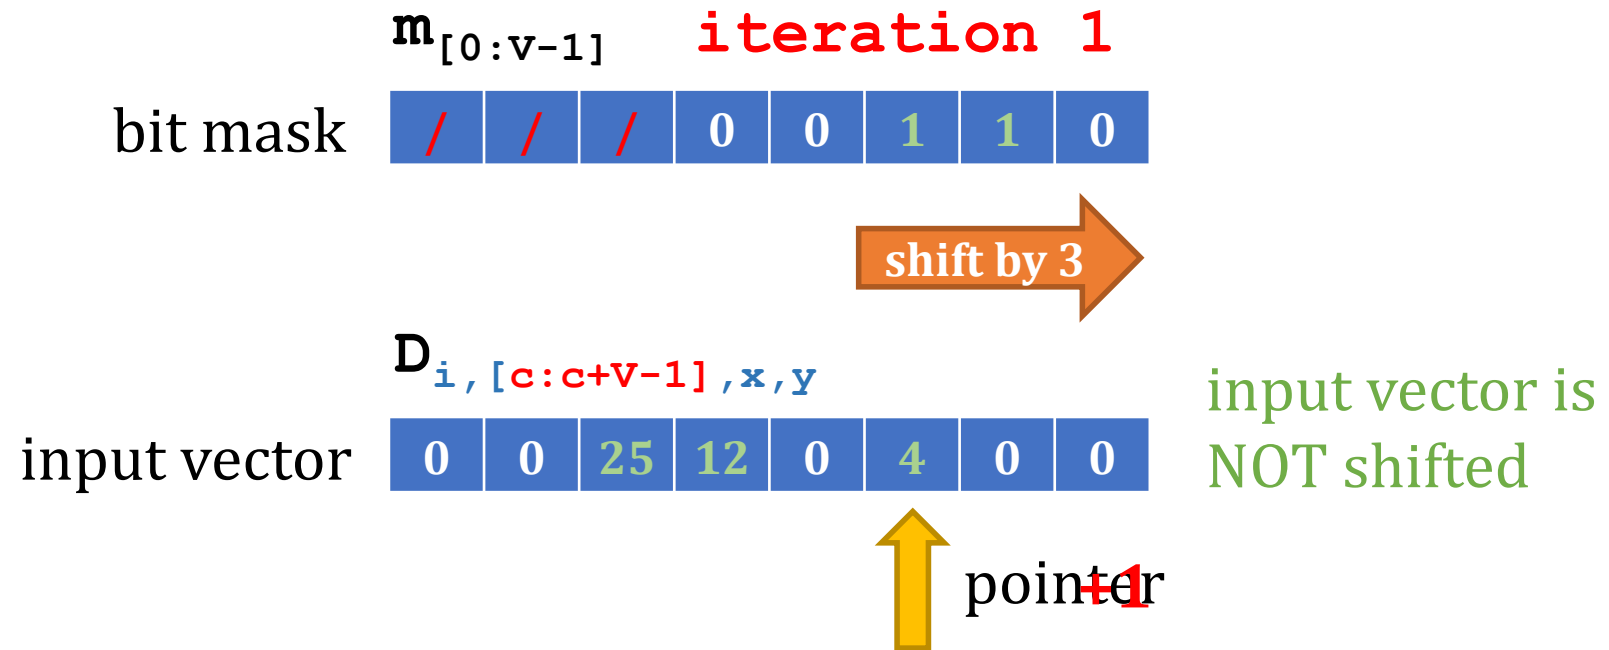 m[0:V-1] iteration 1
bit mask / / / 0 0 1 1 0
shift by 3
Di,[c:c+V-1],x,y
input vector is
NOT shifted
input vector 0 0 25 12 0 4 0 0
pointer +1